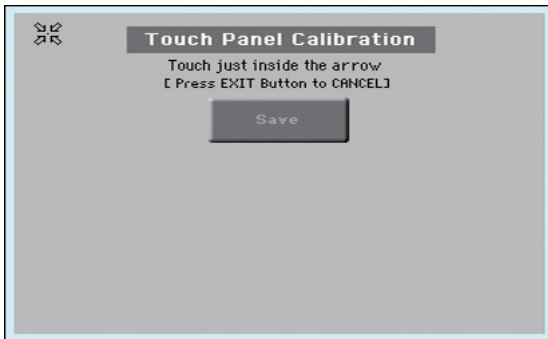 Touch Panel Calibration
Touch just inside the arrow
[ Press EXIT Button to CANCEL]
Save